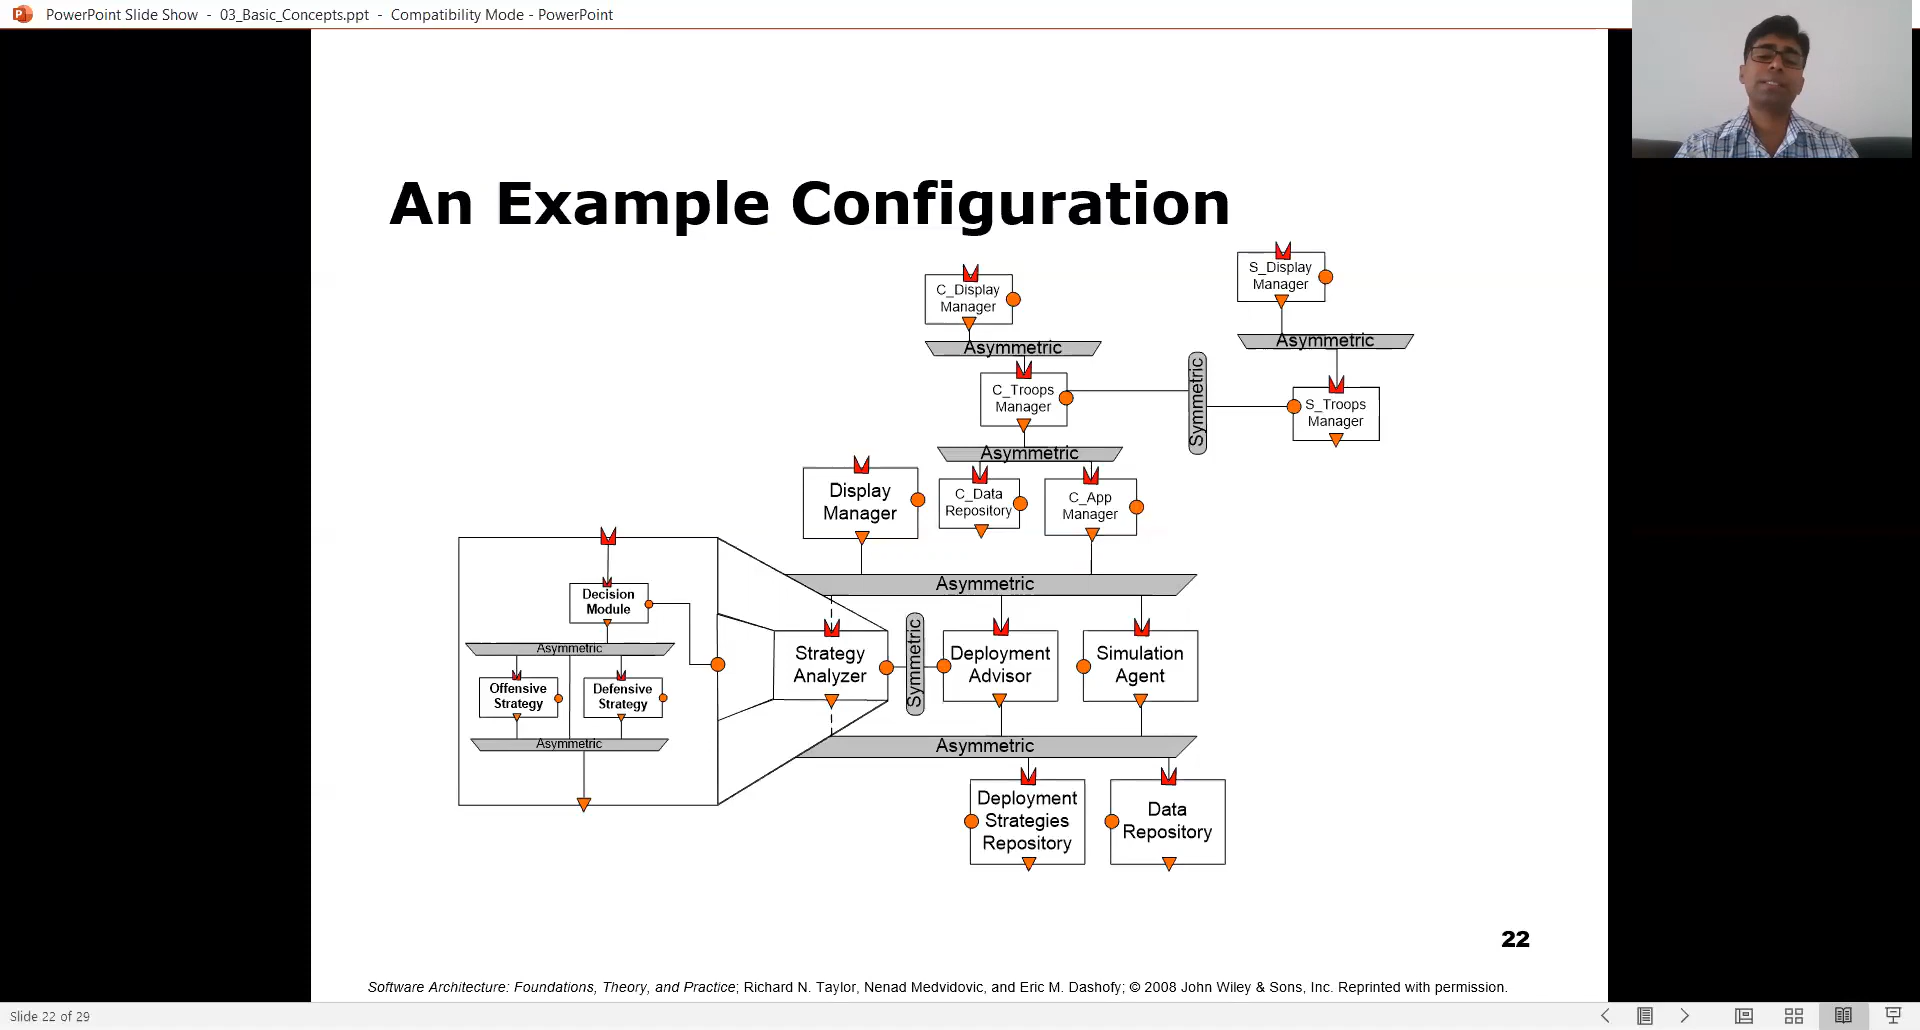 PowerPoint Slide Show - 03_Basic_Concepts.ppt - Compatibility Mode - PowerPoint
An Example Configuration
S_Display
Manager
C_Display
Manager
Asymmetric
Asymmetric
C_Troops
Manager
Symmetric
S_Troops
Manager
Asymmetric
Display
Manager
C_Data
Repository
C_App
Manager
Asymmetric
Decision
Module
Asymmetric
Offensive
Strategy
Defensive
Strategy
Asymmetric
Strategy
Analyzer
Symmetric
Deployment
Advisor
Simulation
Agent
Asymmetric
Deployment
Strategies
Repository
Data
Repository
22
Software Architecture: Foundations, Theory, and Practice; Richard N. Taylor, Nenad Medvidovic, and Eric M. Dashofy; © 2008 John Wiley & Sons, Inc. Reprinted with permission.
Slide 22 of 29